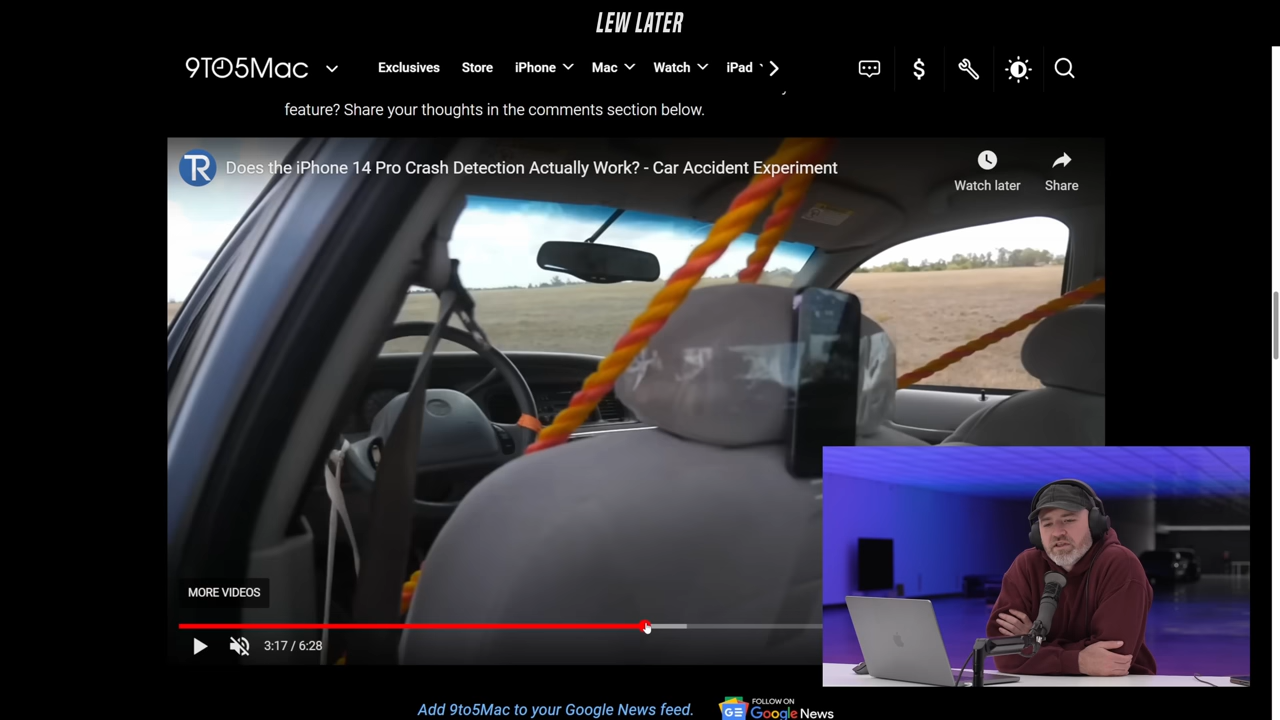 LEW LATER
9TO5Mac
Exclusives Store iPhone Mac Watch iPad
feature? Share your thoughts in the comments section below.
TR Does the iPhone 14 Pro Crash Detection Actually Work? - Car Accident Experiment
Watch later Share
MORE VIDEOS
3:17 / 6:28
Add 9to5Mac to your Google News feed.
GE FOLLOW ON
Google News